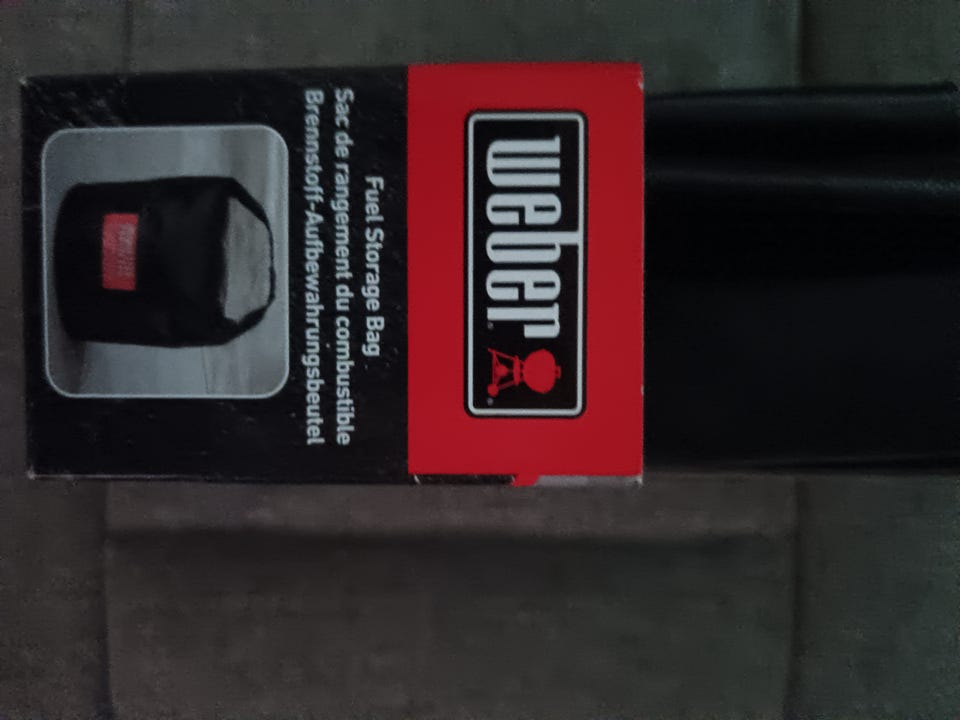 weber
Fuel Storage Bag
Sac de rangement du combustible
Brennstoff-Aufbewahrungsbeutel